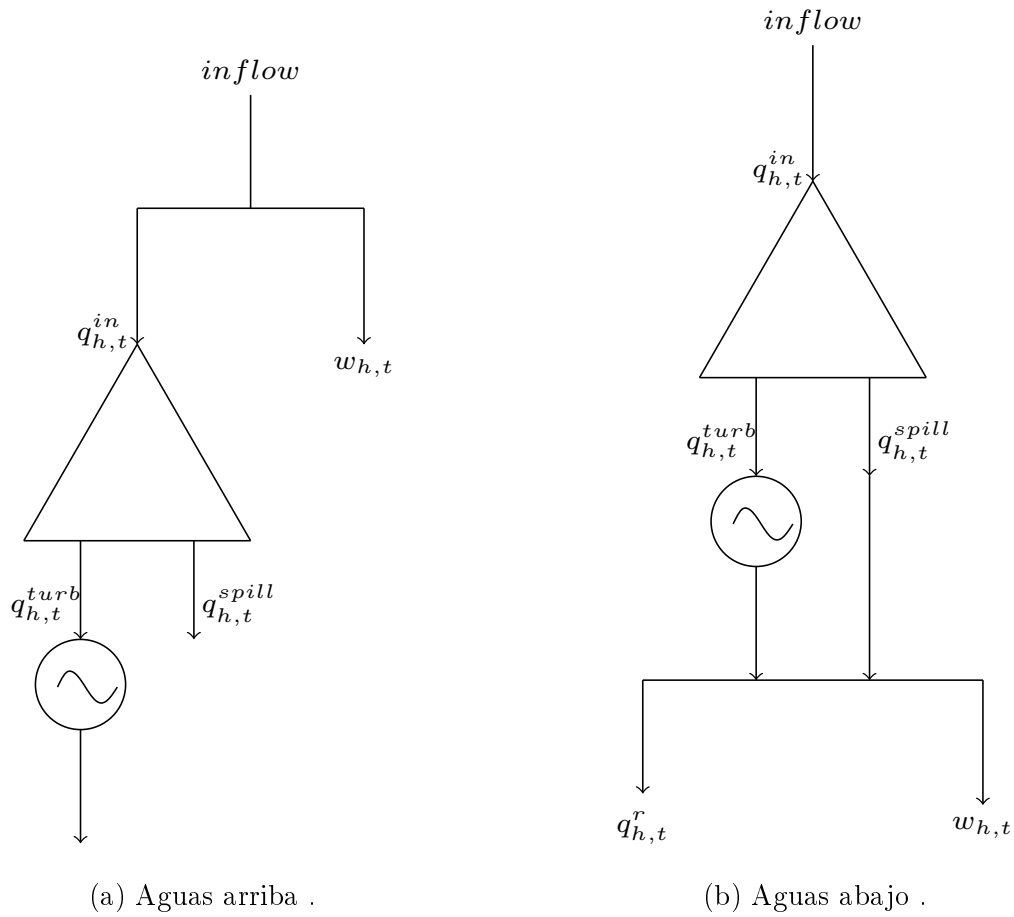 inflow
q_{h,t}^{in}
w_{h,t}
q_{h,t}^{turb}
q_{h,t}^{spill}
(a) Aguas arriba .
inflow
q_{h,t}^{in}
q_{h,t}^{turb}
q_{h,t}^{spill}
q_{h,t}^{r}
w_{h,t}
(b) Aguas abajo .